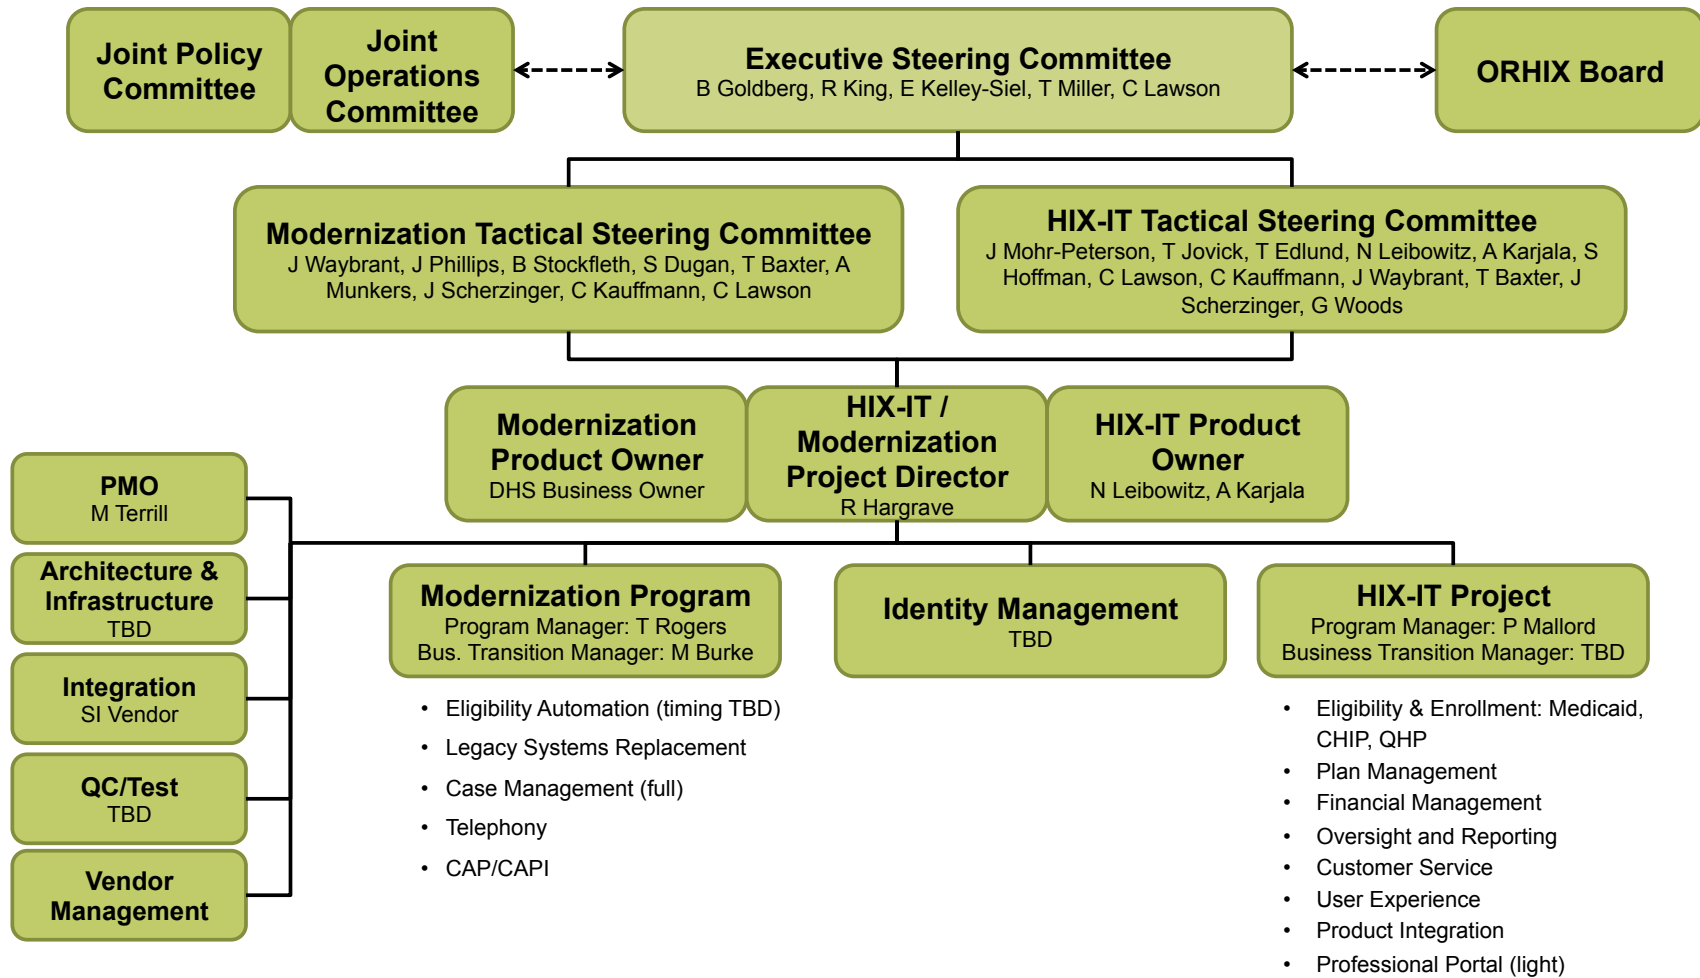 Joint Policy
Committee
Joint
Operations
Committee
Executive Steering Committee
B Goldberg, R King, E Kelley-Siel, T Miller, C Lawson
ORHIX Board
Modernization Tactical Steering Committee
J Waybrant, J Phillips, B Stockfleth, S Dugan, T Baxter, A
Munkers, J Scherzinger, C Kauffmann, C Lawson
HIX-IT Tactical Steering Committee
J Mohr-Peterson, T Jovick, T Edlund, N Leibowitz, A Karjala, S
Hoffman, C Lawson, C Kauffmann, J Waybrant, T Baxter, J
Scherzinger, G Woods
Modernization
Product Owner
DHS Business Owner
HIX-IT /
Modernization
Project Director
R Hargrave
HIX-IT Product
Owner
N Leibowitz, A Karjala
PMO
M Terrill
Architecture &
Infrastructure
TBD
Integration
SI Vendor
QC/Test
TBD
Vendor
Management
Modernization Program
Program Manager: T Rogers
Bus. Transition Manager: M Burke
• Eligibility Automation (timing TBD)
• Legacy Systems Replacement
• Case Management (full)
• Telephony
• CAP/CAPI
Identity Management
TBD
HIX-IT Project
Program Manager: P Mallord
Business Transition Manager: TBD
• Eligibility & Enrollment: Medicaid,
CHIP, QHP
• Plan Management
• Financial Management
• Oversight and Reporting
• Customer Service
• User Experience
• Product Integration
• Professional Portal (light)